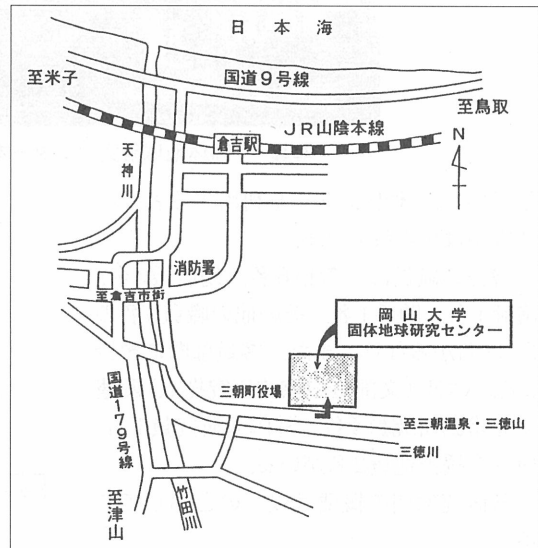 日本海
至米子
国道9号線
至鳥取
JR山陰本線
N
倉吉駅
天神川
消防署
至倉吉市街
岡山大学
固体地球研究センター
三朝町役場
国道179号線
至三朝温泉・三徳山
三徳川
竹田川
至津山